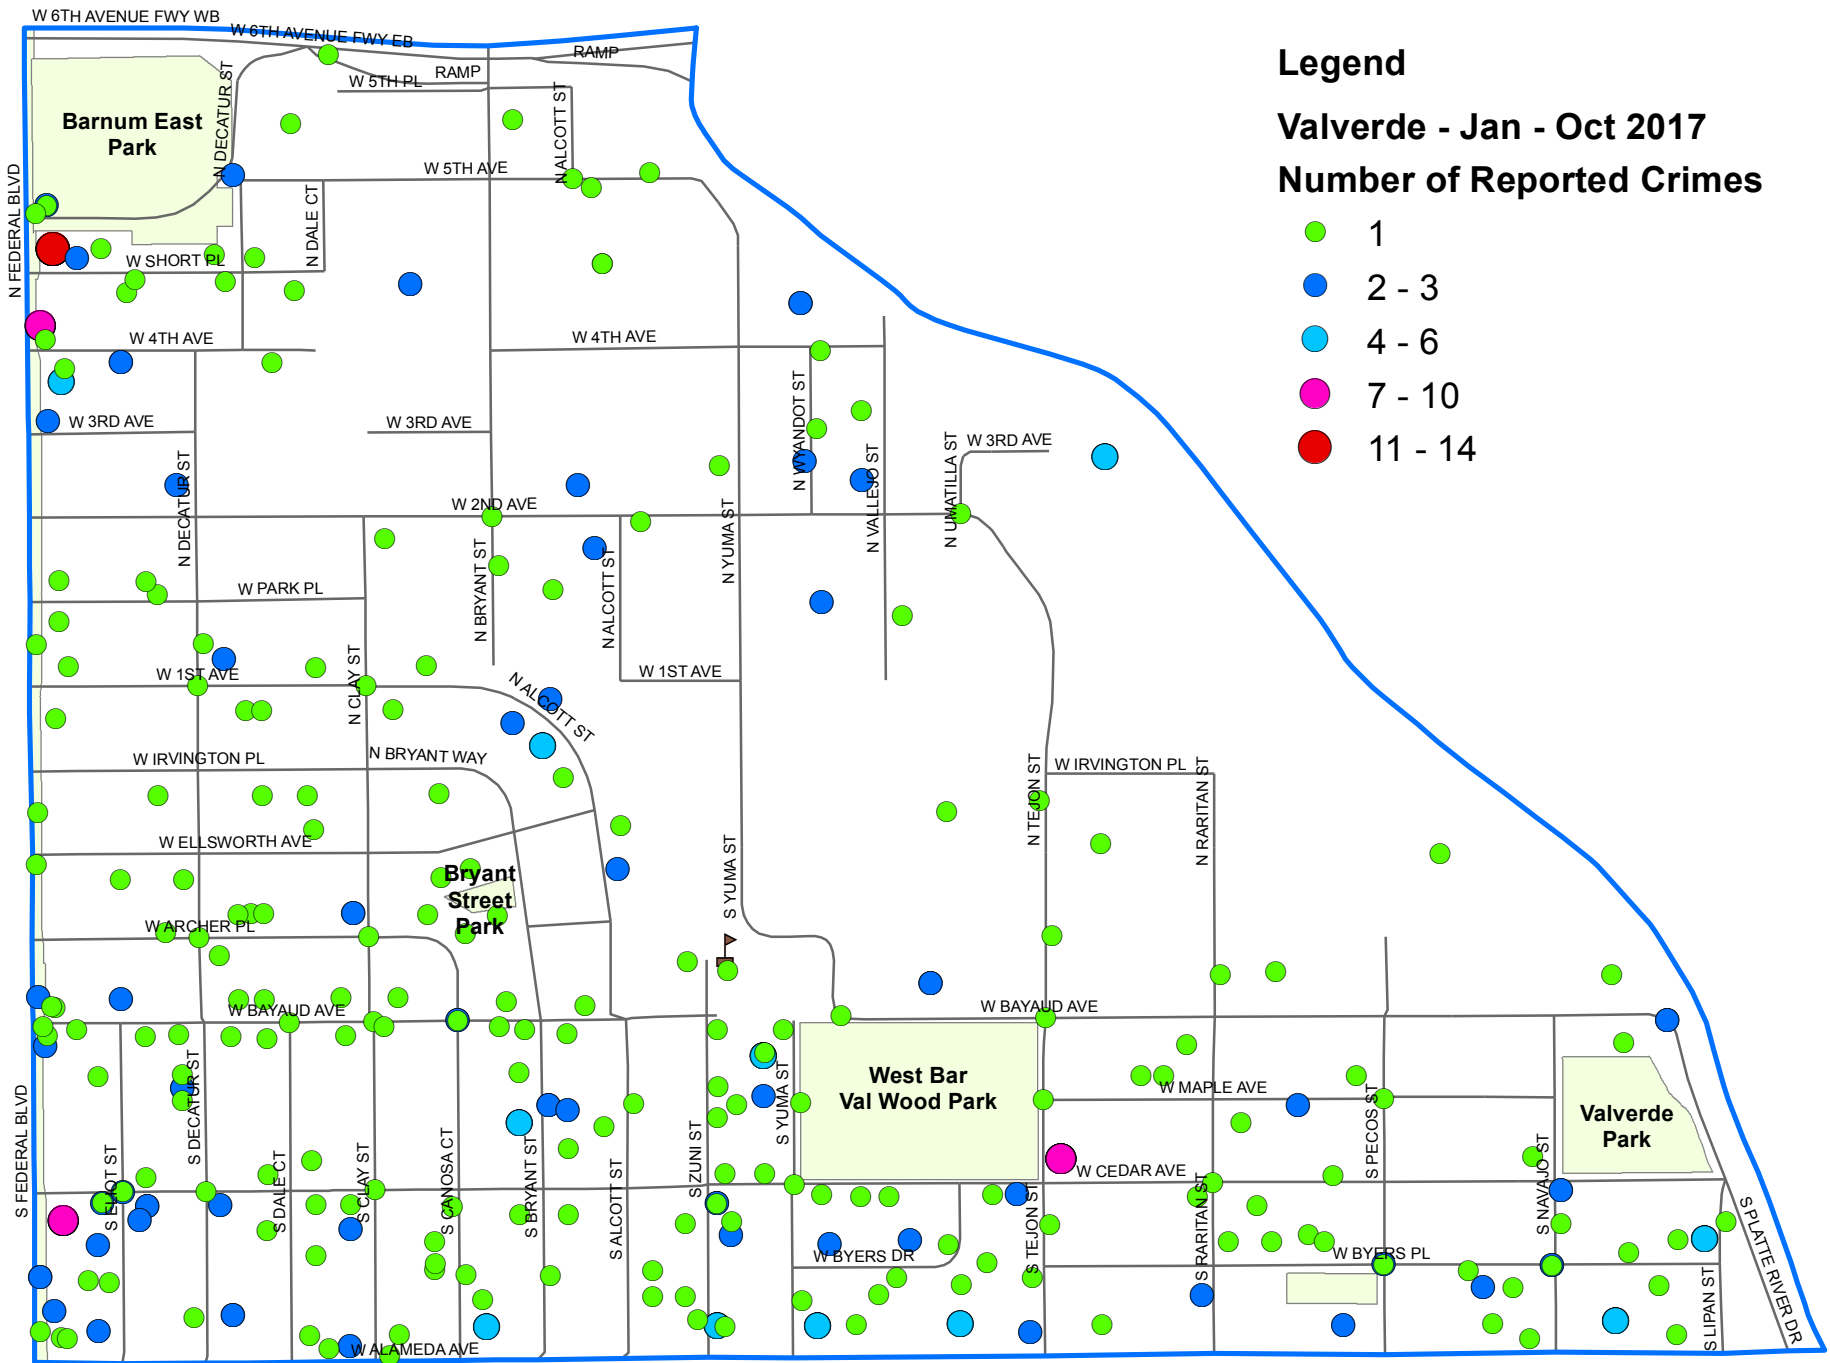 W 6TH AVENUE FWY WB
W 6TH AVENUE FWY EB
RAMP
RAMP
W 5TH PL
Legend
Valverde - Jan - Oct 2017
Number of Reported Crimes
1
2 - 3
4 - 6
7 - 10
11 - 14
Barnum East
Park
N DECATUR ST
N ALCOTT ST
W 5TH AVE
N FEDERAL BLVD
N DALE CT
W SHORT PL
W 4TH AVE
W 4TH AVE
N WYANDOT ST
W 3RD AVE
W 3RD AVE
W 3RD AVE
N DECATUR ST
N VALLEJO ST
N UMATILLA ST
W 2ND AVE
N YUMA ST
N BRYANT ST
N ALCOTT ST
W PARK PL
W 1ST AVE
N CLAY ST
W 1ST AVE
N ALCOTT ST
W IRVINGTON PL
N BRYANT WAY
N TEJON ST
W IRVINGTON PL
N RARITAN ST
W ELLSWORTH AVE
Bryant
Street
Park
S YUMA ST
W ARCHER PL
W BAYAUD AVE
W BAYAUD AVE
West Bar
Val Wood Park
Valverde
Park
S FEDERAL BLVD
S DECATUR ST
S YUMA ST
W MAPLE AVE
S PECOS ST
S ELIOT ST
S DALE CT
S CLAY ST
S CANOSA CT
S BRYANT ST
S ALCOTT ST
S ZUNI ST
W CEDAR AVE
S NAVAJO ST
S TEJON ST
S RARITAN ST
W BYERS DR
W BYERS PL
S LIPAN ST
S PLATTE RIVER DR
W ALAMEDA AVE